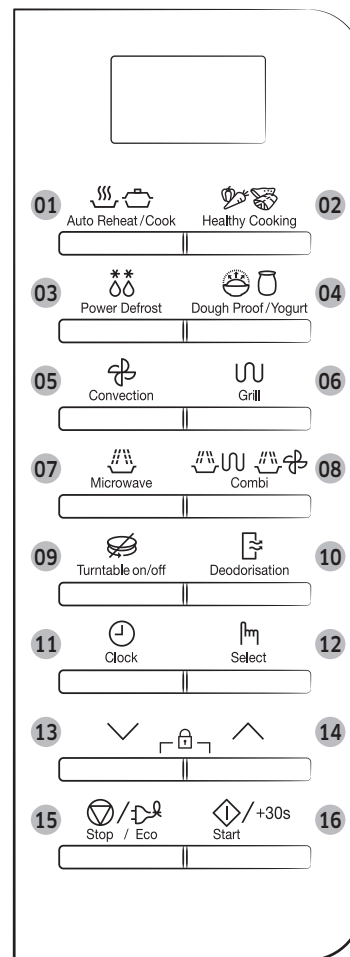 01 Auto Reheat/Cook Healthy Cooking 02
03 Power Defrost Dough Proof/Yogurt 04
05 Convection Grill 06
07 Microwave Combi 08
09 Turntable on/off Deodorisation 10
11 Clock Select 12
13 14
15 Stop / Eco Start /+30s 16